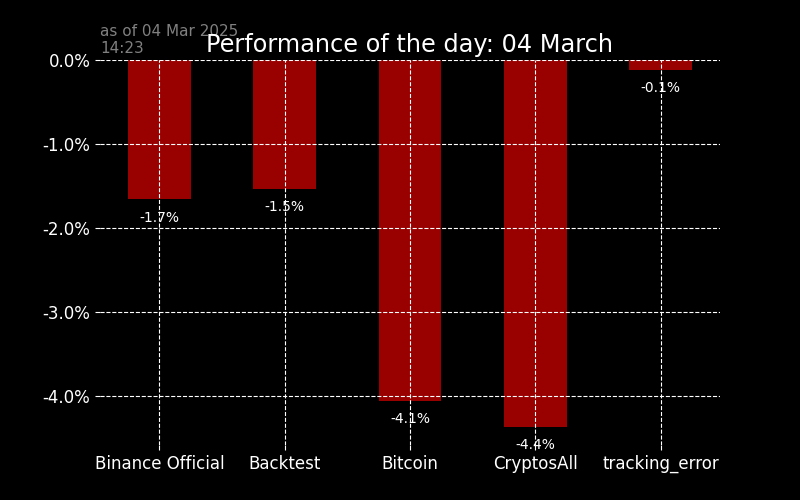 as of 04 Mar 2025
14:23
Performance of the day: 04 March
0.0%
-1.0%
-2.0%
-3.0%
-4.0%
-1.7%
-1.5%
-4.1%
-4.4%
-0.1%
Binance Official
Backtest
Bitcoin
CryptosAll
tracking_error